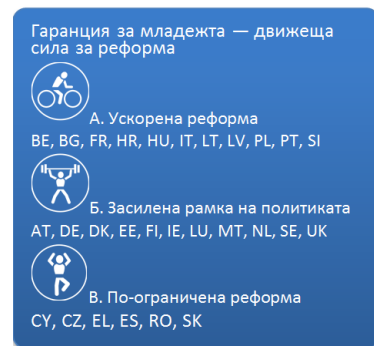 Гаранция за младежта — движеща
сила за реформа
А. Ускорена реформа
BE, BG, FR, HR, HU, IT, LT, LV, PL, PT, SI
Б. Засилена рамка на политиката
AT, DE, DK, EE, FI, IE, LU, MT, NL, SE, UK
В. По-ограничена реформа
CY, CZ, EL, ES, RO, SK